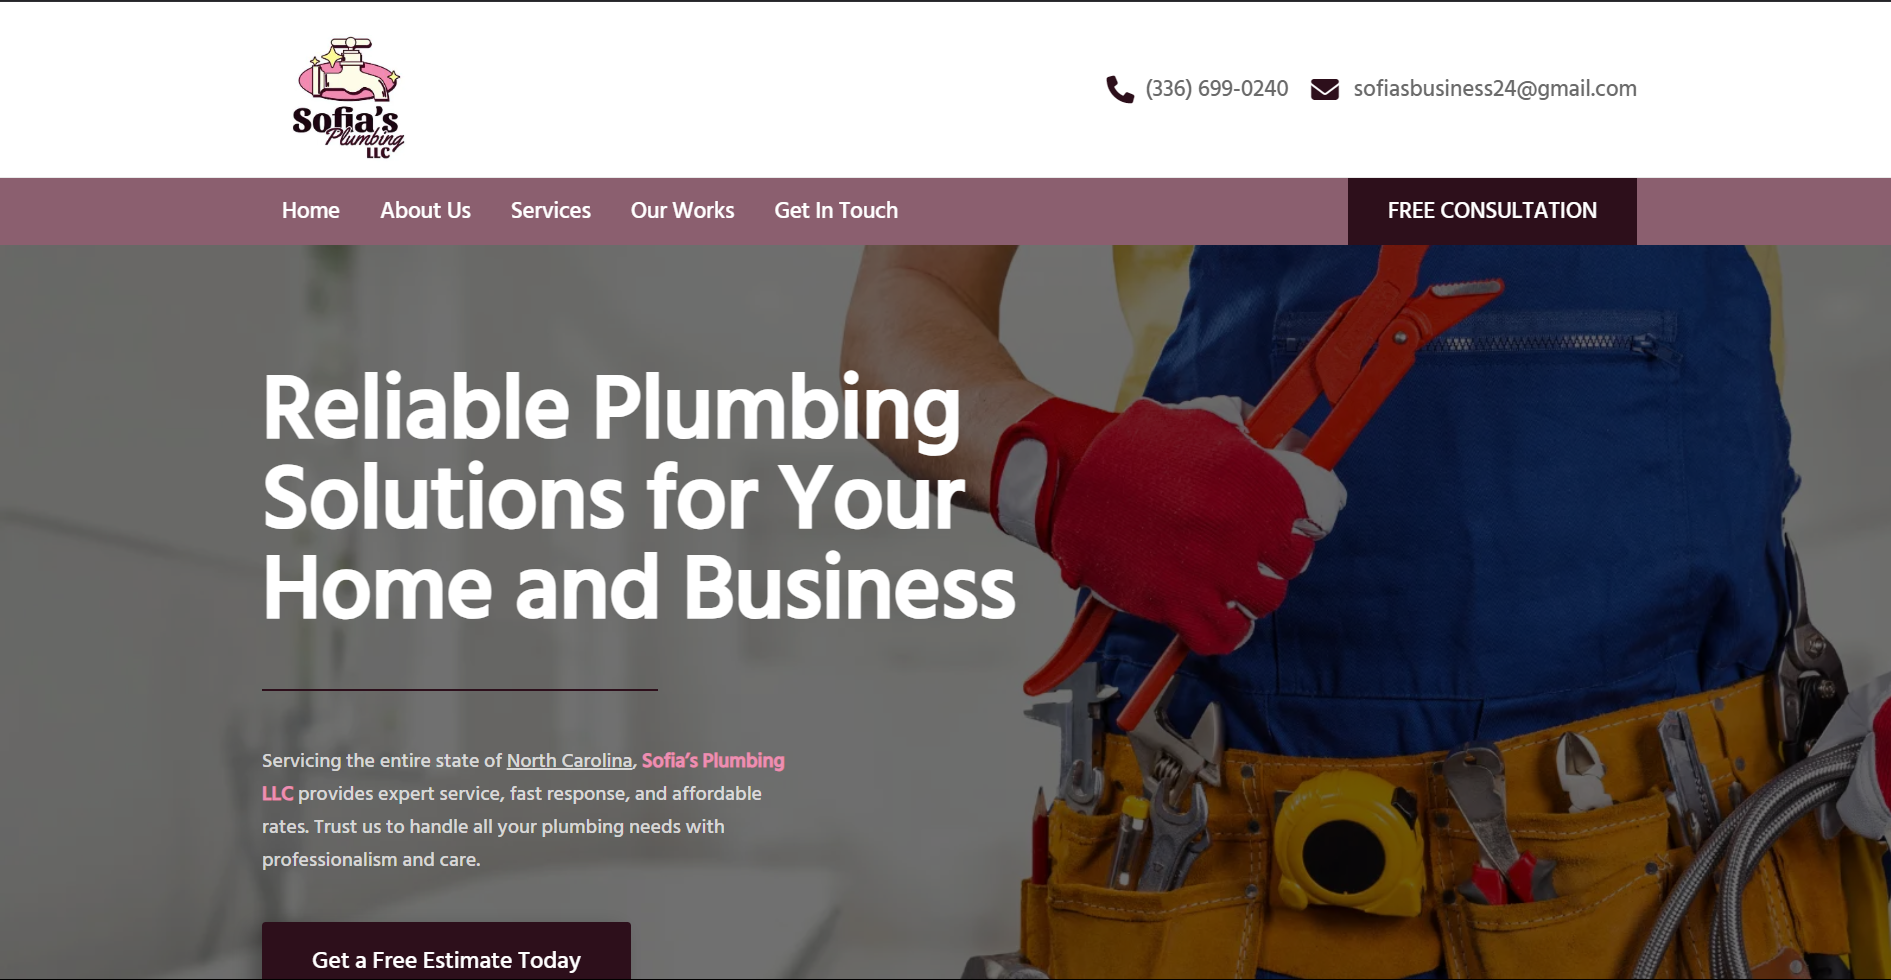 Sofia's
Plumbing
LLC
(336) 699-0240 sofiasbusiness24@gmail.com
Home About Us Services Our Works Get In Touch FREE CONSULTATION
Reliable Plumbing
Solutions for Your
Home and Business
Servicing the entire state of North Carolina, Sofia's Plumbing
LLC provides expert service, fast response, and affordable
rates. Trust us to handle all your plumbing needs with
professionalism and care.
Get a Free Estimate Today